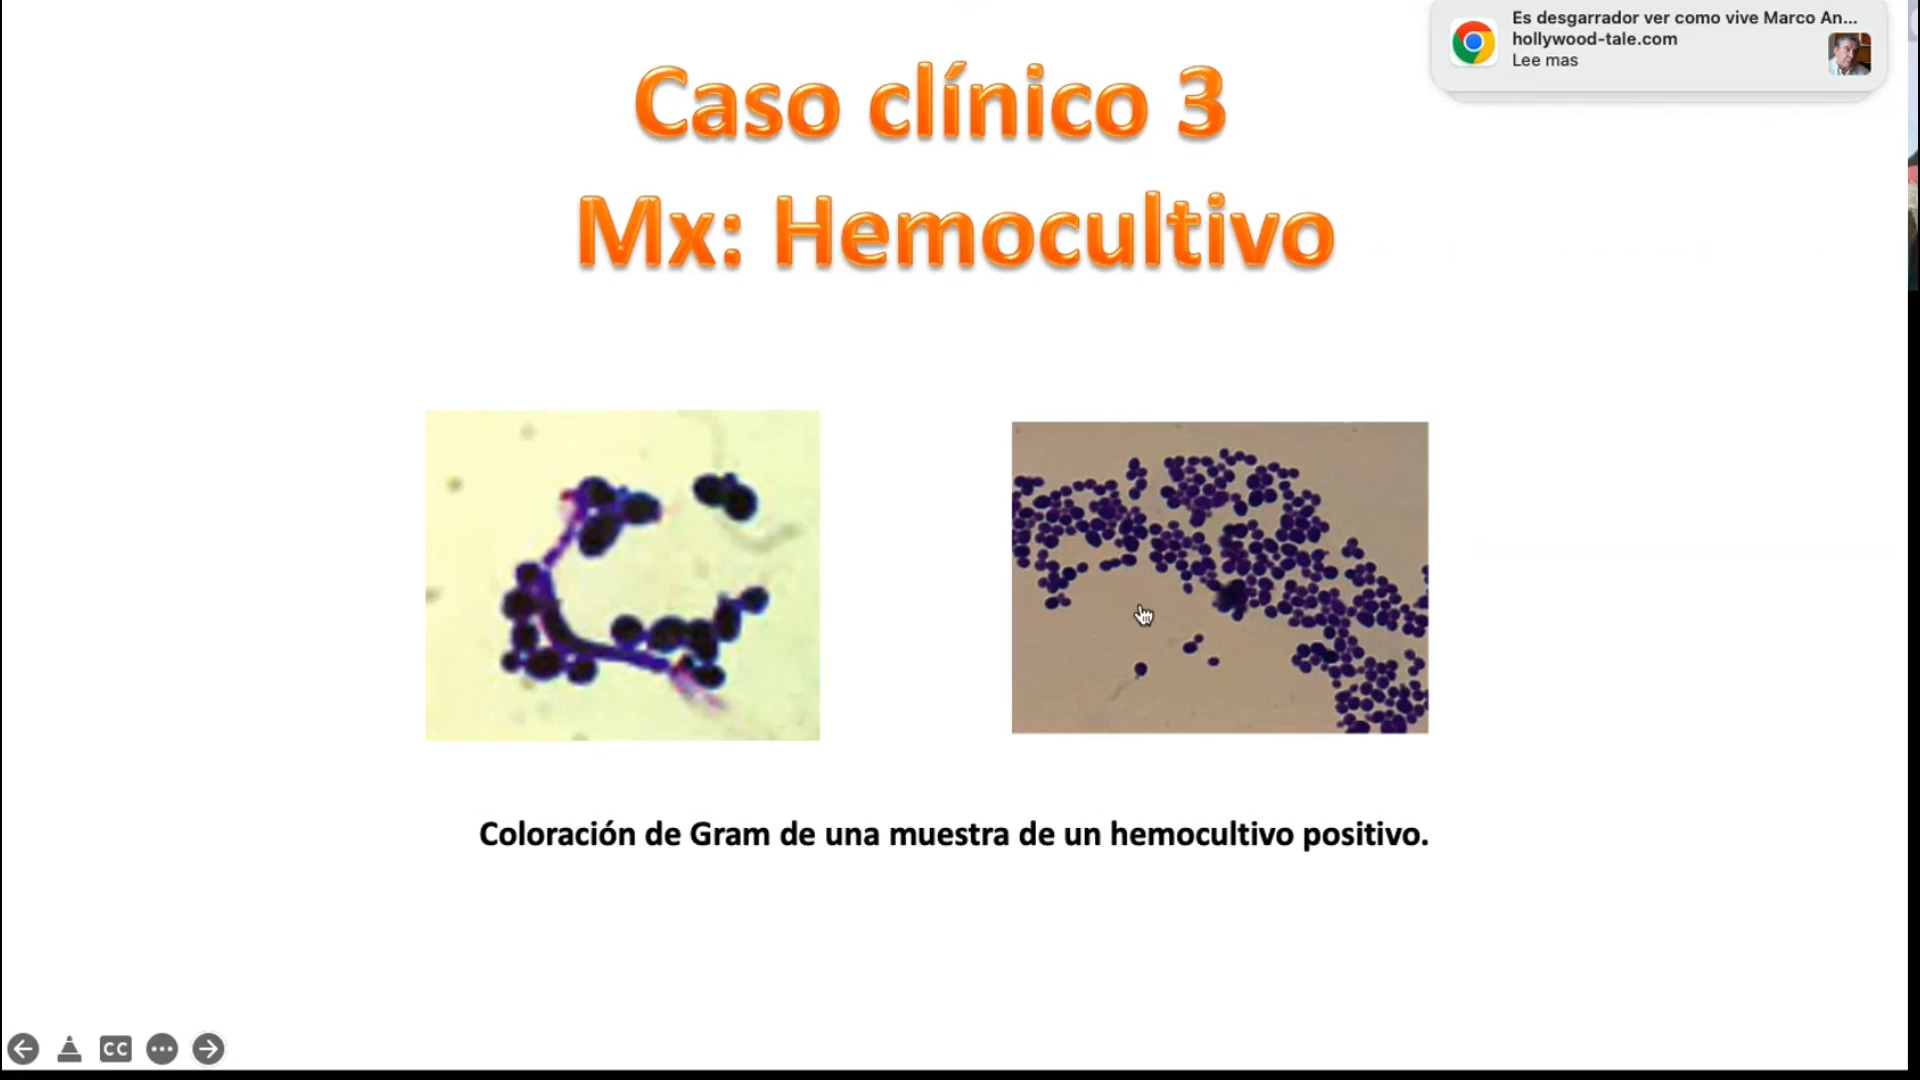 Es desgarrador ver como vive Marco An...
hollywood-tale.com
Lee mas
Caso clínico 3
Mx: Hemocultivo
Coloración de Gram de una muestra de un hemocultivo positivo.
CC